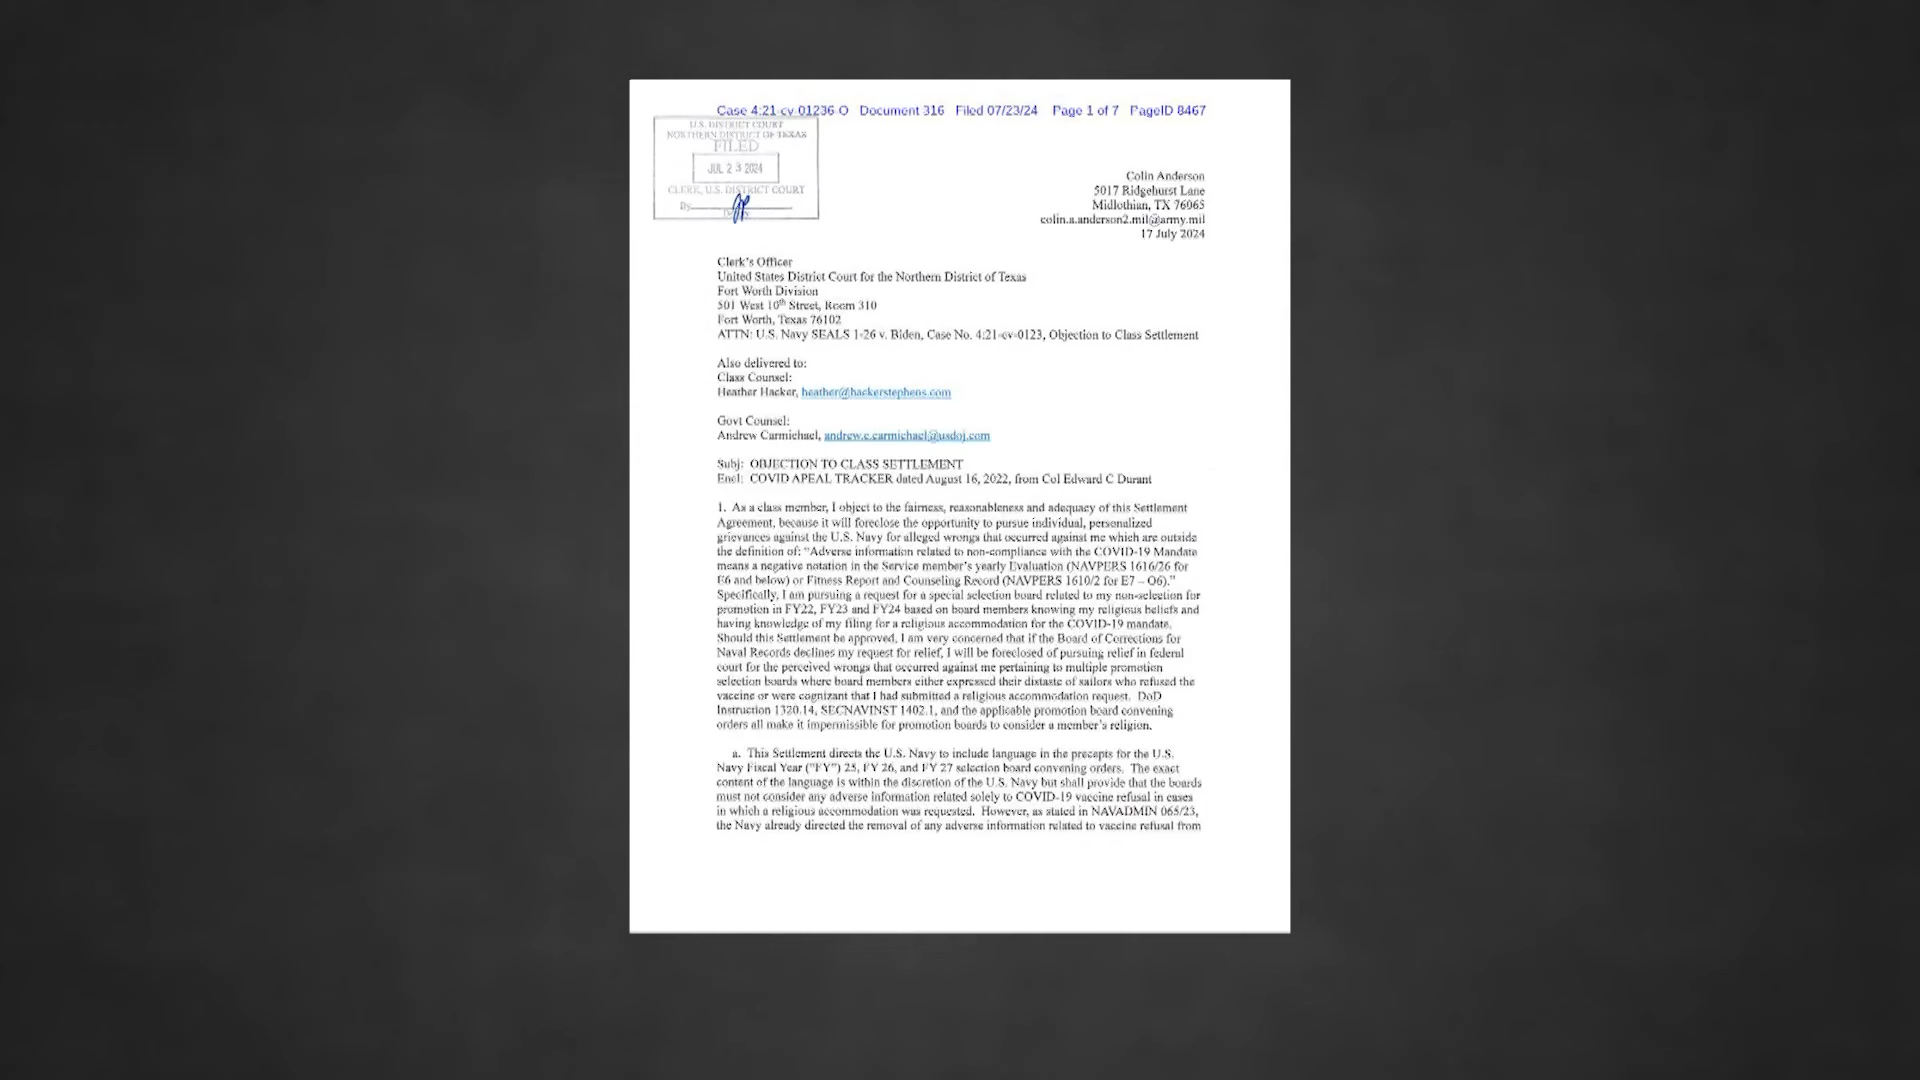 Case 4:21-cv-01236-O Document 316 Filed 07/23/24 Page 1 of 7 PageID 8467
U.S. DISTRICT COURT
NORTHERN DISTRICT OF TEXAS
FILED
JUL 23 2024
CLERK, U.S. DISTRICT COURT
By
Colin Anderson
5017 Ridgehurst Lane
Midlothian, TX 76065
colin.a.anderson2.mil@army.mil
17 July 2024
Clerk's Officer
United States District Court for the Northern District of Texas
Fort Worth Division
501 West 10th Street, Room 310
Fort Worth, Texas 76102
ATTN: U.S. Navy SEALS 1-26 v. Biden, Case No. 4:21-cv-0123, Objection to Class Settlement
Also delivered to:
Class Counsel:
Heather Hacker, heather@hackerstephens.com
Govt Counsel:
Andrew Carmichael, andrew.e.carmichael@usdoj.com
Subj: OBJECTION TO CLASS SETTLEMENT
Encl: COVID APEAL TRACKER dated August 16, 2022, from Col Edward C Durant
1. As a class member, I object to the fairness, reasonableness and adequacy of this Settlement
Agreement, because it will foreclose the opportunity to pursue individual, personalized
grievances against the U.S. Navy for alleged wrongs that occurred against me which are outside
the definition of: "Adverse information related to non-compliance with the COVID-19 Mandate
means a negative notation in the Service member's yearly Evaluation (NAVPERS 1616/26 for
E6 and below) or Fitness Report and Counseling Record (NAVPERS 1610/2 for E7 – O6)."
Specifically, I am pursuing a request for a special selection board related to my non-selection for
promotion in FY22, FY23 and FY24 based on board members knowing my religious beliefs and
having knowledge of my filing for a religious accommodation for the COVID-19 mandate.
Should this Settlement be approved, I am very concerned that if the Board of Corrections for
Naval Records declines my request for relief, I will be foreclosed of pursuing relief in federal
court for the perceived wrongs that occurred against me pertaining to multiple promotion
selection boards where board members either expressed their distaste of sailors who refused the
vaccine or were cognizant that I had submitted a religious accommodation request. DoD
Instruction 1320.14, SECNAVINST 1402.1, and the applicable promotion board convening
orders all make it impermissible for promotion boards to consider a member's religion.
a. This Settlement directs the U.S. Navy to include language in the precepts for the U.S.
Navy Fiscal Year ("FY") 25, FY 26, and FY 27 selection board convening orders. The exact
content of the language is within the discretion of the U.S. Navy but shall provide that the boards
must not consider any adverse information related solely to COVID-19 vaccine refusal in cases
in which a religious accommodation was requested. However, as stated in NAVADMIN 065/23,
the Navy already directed the removal of any adverse information related to vaccine refusal from